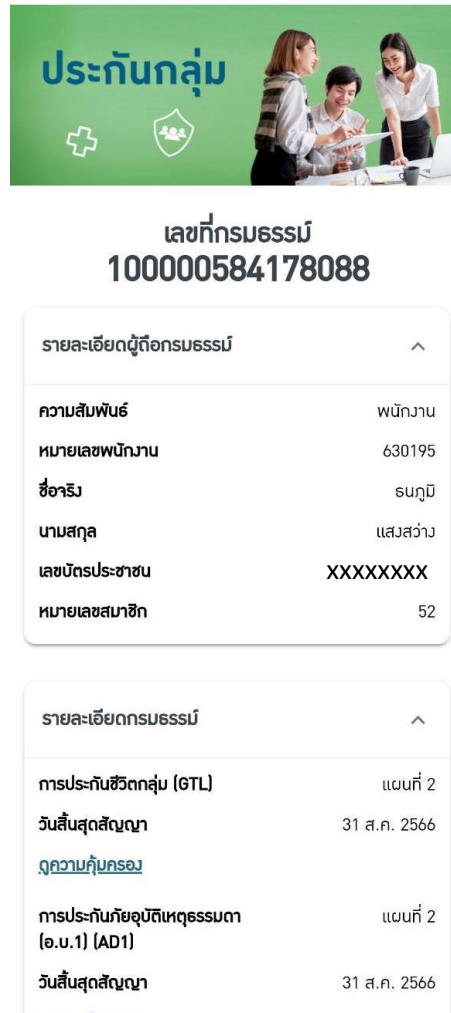 ประกันกลุ่ม
เลขที่กรมธรรม์
100000584178088
รายละเอียดผู้ถือกรมธรรม์
ความสัมพันธ์ พนักงาน
หมายเลขพนักงาน 630195
ชื่อจริง ธนภูมิ
นามสกุล แสงสว่าง
เลขบัตรประชาชน XXXXXXXX
หมายเลขสมาชิก 52
รายละเอียดกรมธรรม์
การประกันชีวิตกลุ่ม (GTL) แผนที่ 2
วันสิ้นสุดสัญญา 31 ส.ค. 2566
ดูความคุ้มครอง
การประกันภัยอุบัติเหตุธรรมดา แผนที่ 2
(อ.บ.1) (AD1)
วันสิ้นสุดสัญญา 31 ส.ค. 2566